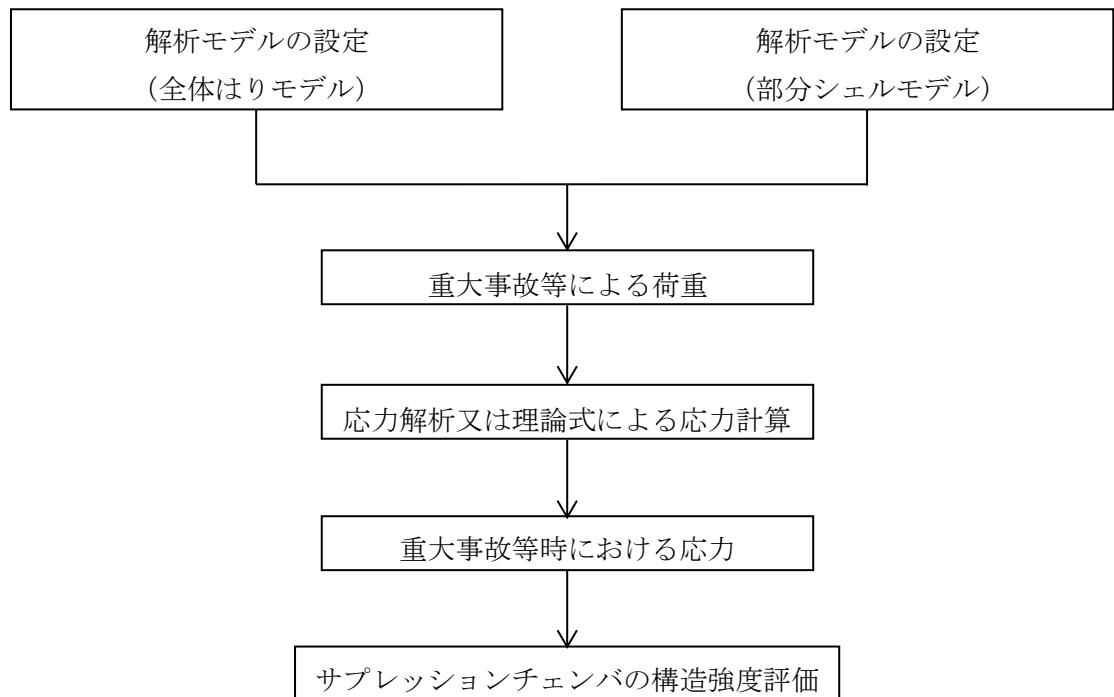 解析モデルの設定
（全体はりモデル）
解析モデルの設定
（部分シェルモデル）
重大事故等による荷重
応力解析又は理論式による応力計算
重大事故等時における応力
サプレッションチェンバの構造強度評価